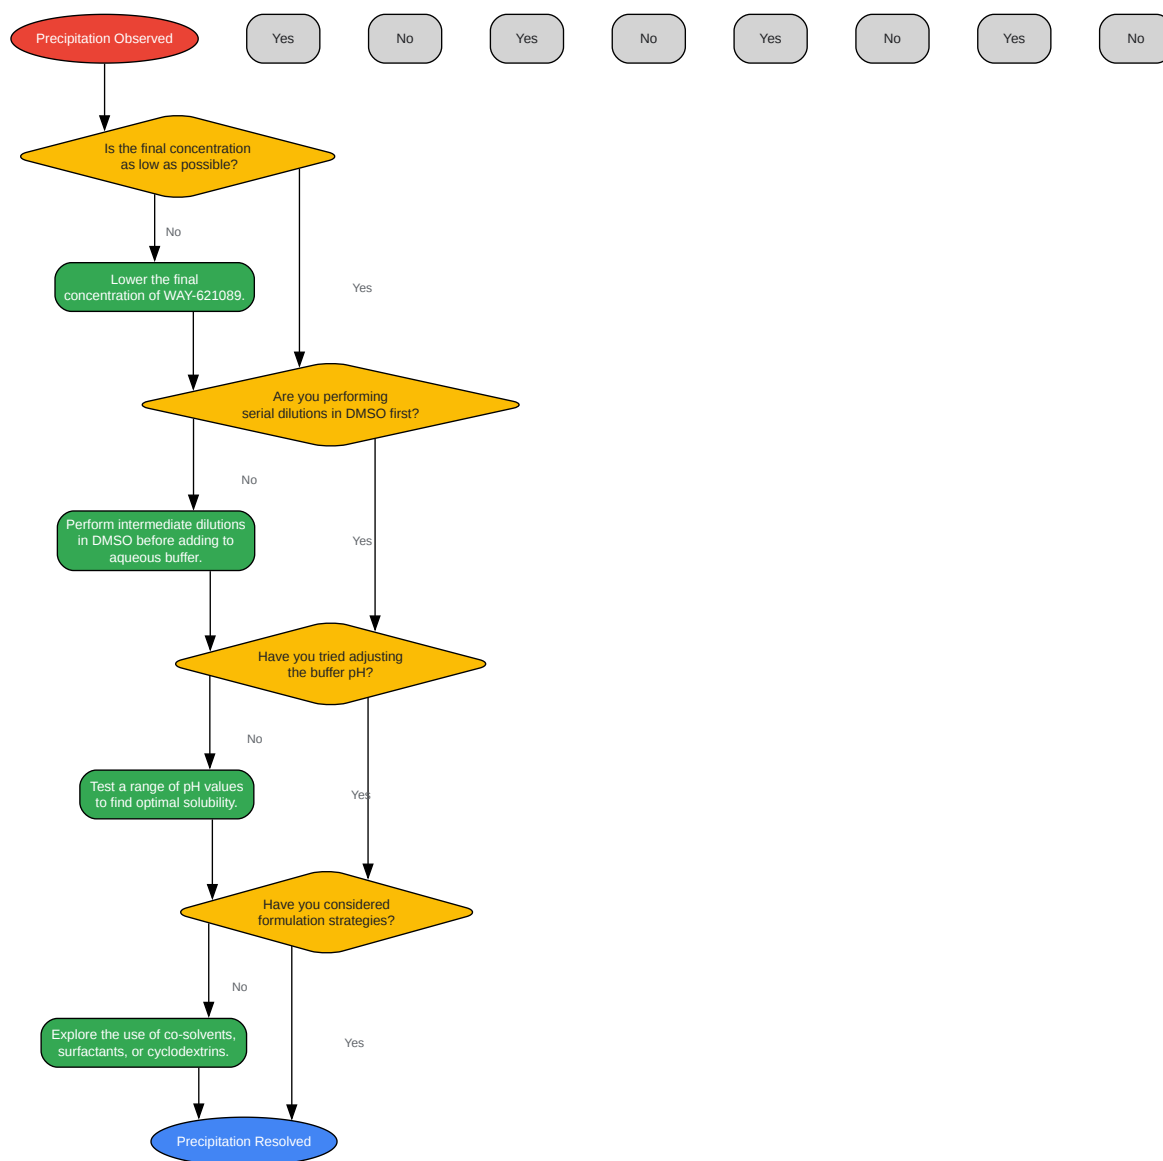 Precipitation Observed
Yes
No
Yes
No
Yes
No
Yes
No
Is the final concentration
as low as possible?
No
Lower the final
concentration of WAY-621089.
Yes
Are you performing
serial dilutions in DMSO first?
No
Perform intermediate dilutions
in DMSO before adding to
aqueous buffer.
Yes
Have you tried adjusting
the buffer pH?
No
Test a range of pH values
to find optimal solubility.
Yes
Have you considered
formulation strategies?
No
Explore the use of co-solvents,
surfactants, or cyclodextrins.
Yes
Precipitation Resolved